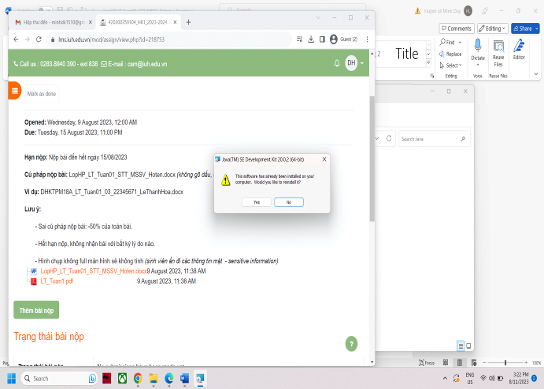 Comments
Editing
Share
Guest (2)
lms.iuh.edu.vn/mod/assign/view.php?id=218753
Call us : 0283.8940 390 - ext 838 E-mail : csm@iuh.edu.vn
DH
Mark as done
Find
Replace
Select
Editing
Title
Dictate
Reuse Files
Editor
Voice
Reuse Files
Editor
Search Java
Opened: Wednesday, 9 August 2023, 12:00 AM
Due: Tuesday, 15 August 2023, 11:00 PM
Hạn nộp: Nộp bài đến hết ngày 15/08/2023
Cú pháp nộp bài: LopHP_LT_Tuan01_STT_MSSV_Hoten.docx (không gõ dấu,
Ví dụ: DHKTPM18A_LT_Tuan01_03_22345671_LeThanhHoa.docx
Lưu ý:
- Sai cú pháp nộp bài: -50% của toàn bài.
- Hết hạn nộp, không nhận bài với bất kỳ lý do nào.
- Hình chụp không full màn hình sẽ không tính (sinh viên ẩn đi các thông tin mật - sensitive information)
LopHP_LT_Tuan01_STT_MSSV_Hoten.docx 9 August 2023, 11:38 AM
LT_Tuan1.pdf 9 August 2023, 11:38 AM
Thêm bài nộp
Trạng thái bài nộp
Java(TM) SE Development Kit 20.0.2 (64-bit)
This software has already been installed on your
computer. Would you like to reinstall it?
Yes
No
Focus
100%
Search
ENG
US
3:22 PM
8/11/2023